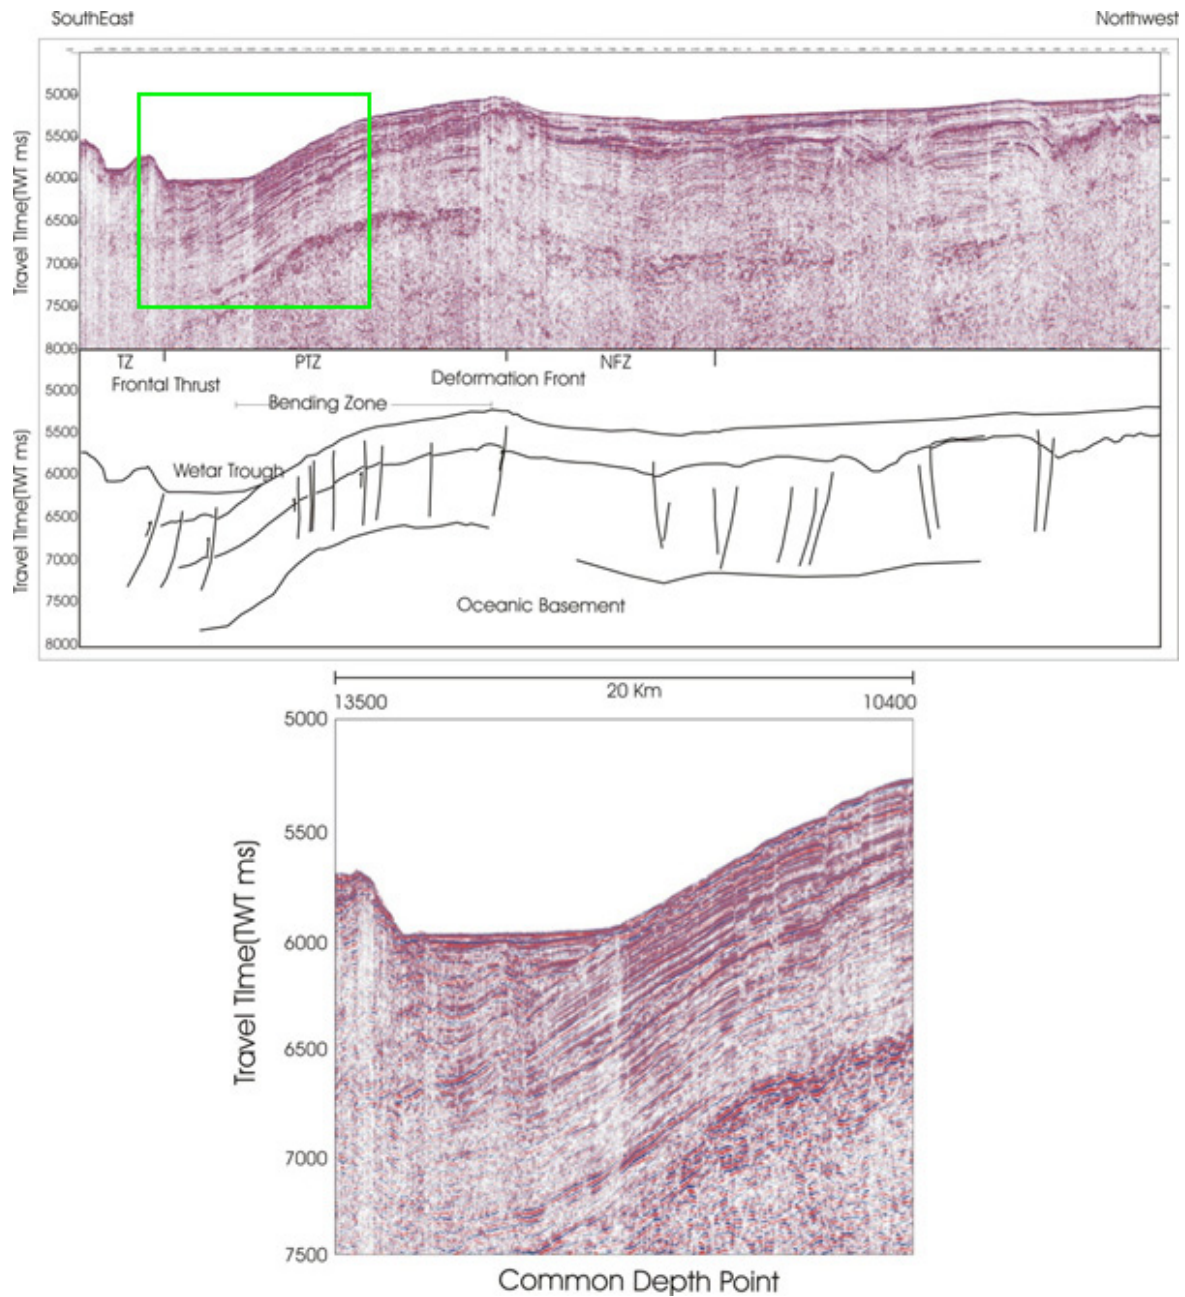 SouthEast
Northwest
5000
5500
6000
6500
7000
7500
8000
Travel Time(TWT ms)
TZ
PTZ
NFZ
Frontal Thrust
Deformation Front
Bending Zone
Wetar Trough
Oceanic Basement
5000
5500
6000
6500
7000
7500
8000
Travel Time(TWT ms)
20 Km
13500
10400
5000
5500
6000
6500
7000
7500
Travel Time(TWT ms)
Common Depth Point